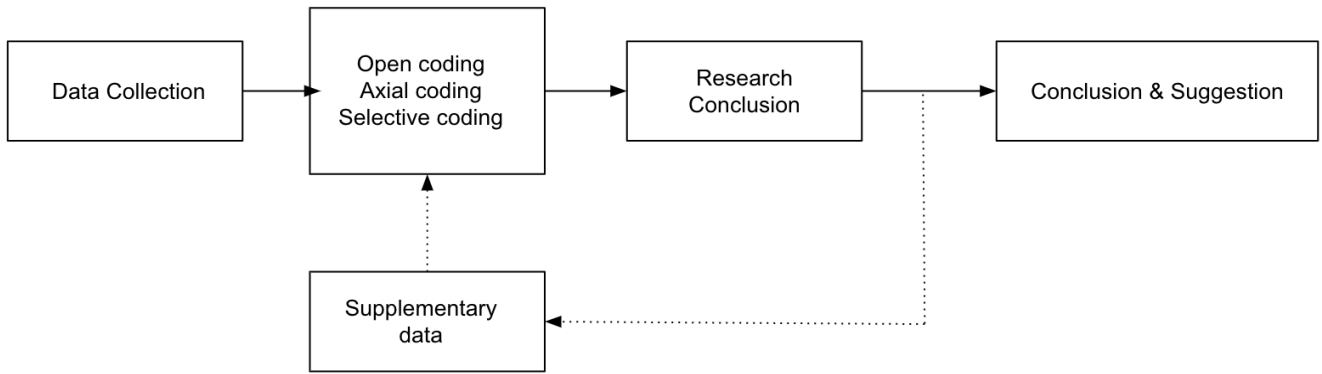 Data Collection
Open coding
Axial coding
Selective coding
Research
Conclusion
Conclusion & Suggestion
Supplementary
data